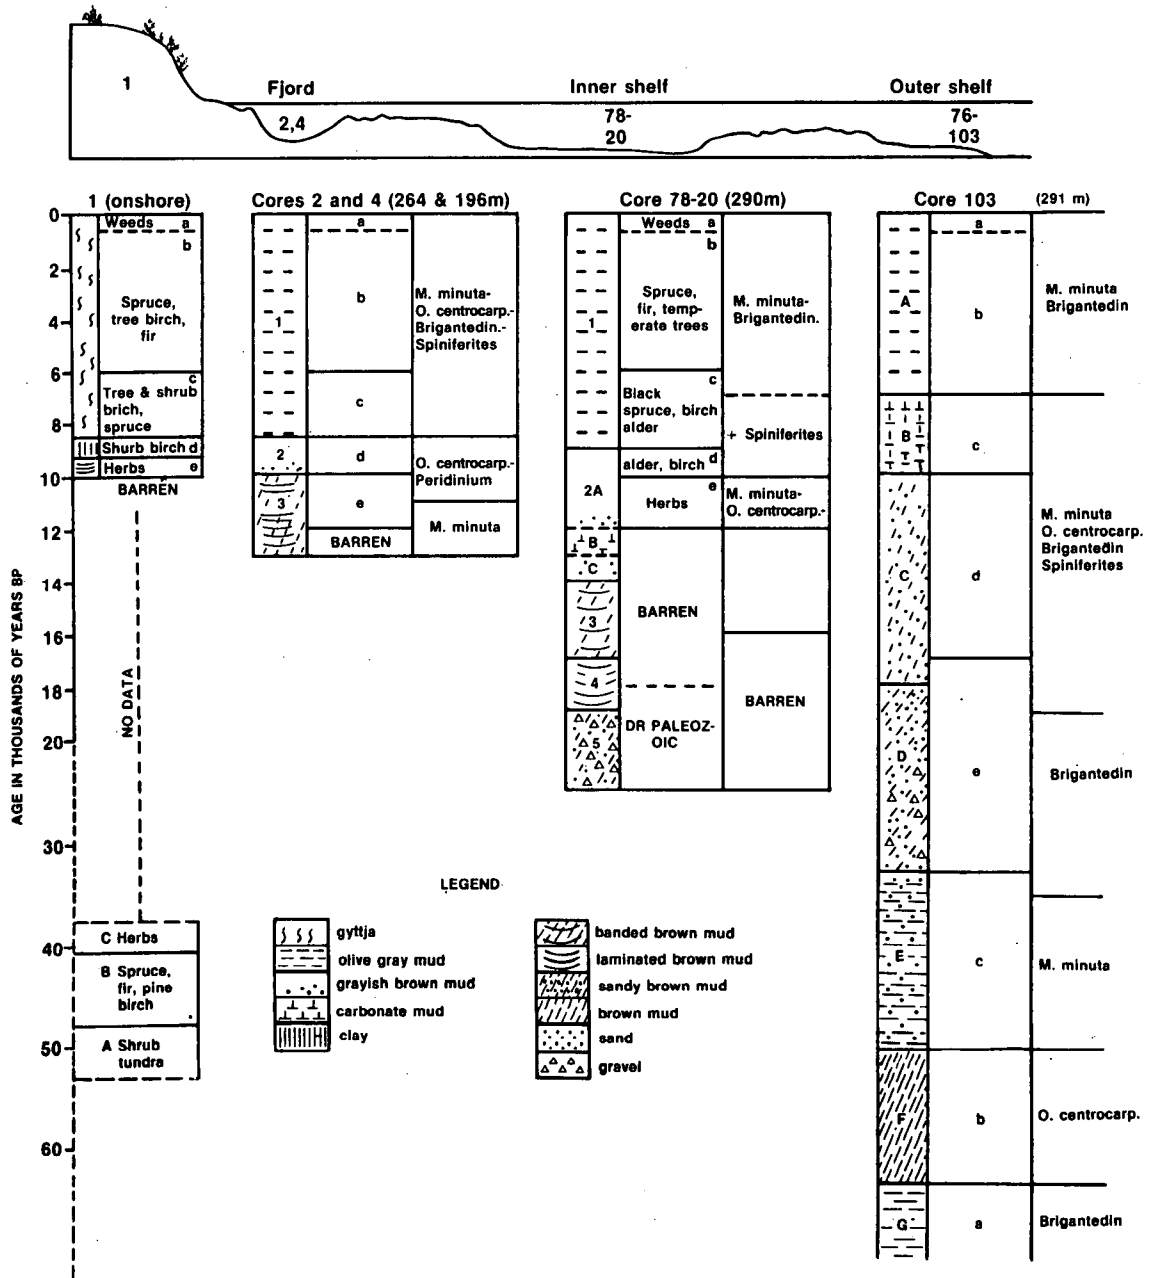 1
Fjord
2,4
Inner shelf
78-
20
Outer shelf
76-
103
1 (onshore)
Cores 2 and 4 (264 & 196m)
Core 78-20 (290m)
Core 103
(291 m)
AGE IN THOUSANDS OF YEARS BP
0
2
4
6
8
10
12
14
16
18
20
30
40
50
60
Weeds a
b
Spruce,
tree birch,
fir
c
Tree & shrub
brich,
spruce
Shurb birch d
Herbs e
BARREN
NO DATA
C Herbs
B Spruce,
fir, pine
birch
A Shrub
tundra
1
2
3
a
b
c
d
e
BARREN
M. minuta-
O. centrocarp.-
Brigantedin.-
Spiniferites
O. centrocarp.-
Peridinium
M. minuta
1
2A
B
C
3
4
5
Weeds a
b
Spruce,
fir, temp-
erate trees
c
Black
spruce, birch
alder
alder, birch d
e
Herbs
BARREN
DR PALEOZ-
OIC
M. minuta-
Brigantedin.
+ Spiniferites
M. minuta-
O. centrocarp.-
BARREN
A
B
C
D
E
F
G
a
b
c
d
e
c
b
a
M. minuta
Brigantedin
M. minuta
O. centrocarp.
Brigantedin
Spiniferites
Brigantedin
M. minuta
O. centrocarp.
Brigantedin
LEGEND
gyttja
olive gray mud
grayish brown mud
carbonate mud
clay
banded brown mud
laminated brown mud
sandy brown mud
brown mud
sand
gravel